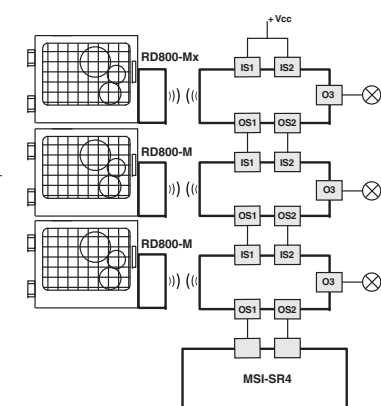 + Vcc
RD800-Mx
IS1 IS2
O3
OS1 OS2
RD800-M
IS1 IS2
O3
OS1 OS2
RD800-M
IS1 IS2
O3
OS1 OS2
MSI-SR4